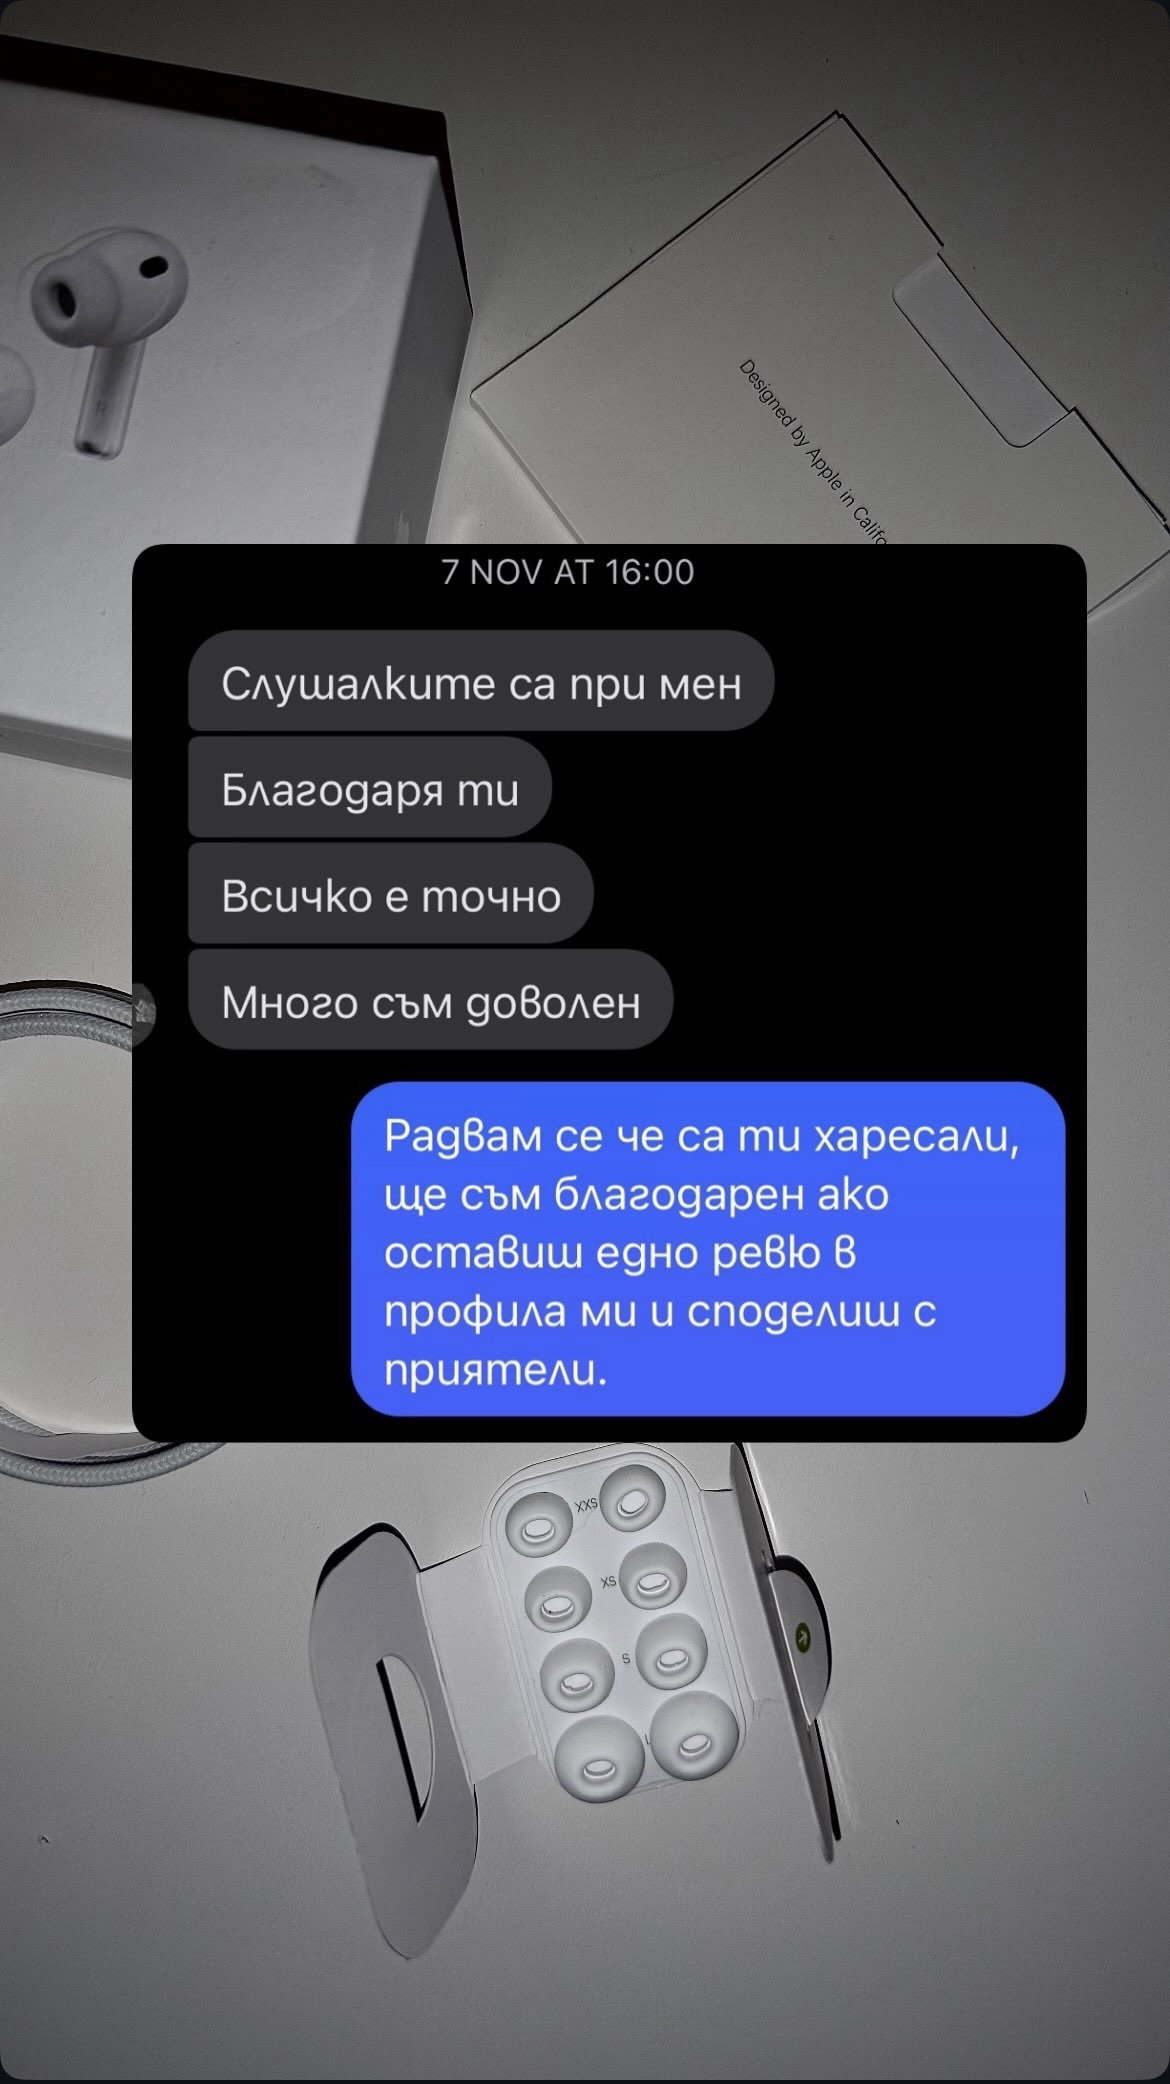 R
Designed by Apple in Califo
7 NOV AT 16:00
Слушалките са при мен
Благодаря ти
Всичко е точно
Много съм доволен
Радвам се че са ти харесали,
ще съм благодарен ако
оставиш едно ревю в
профила ми и споделиш с
приятели.
XXS
XS
S
L